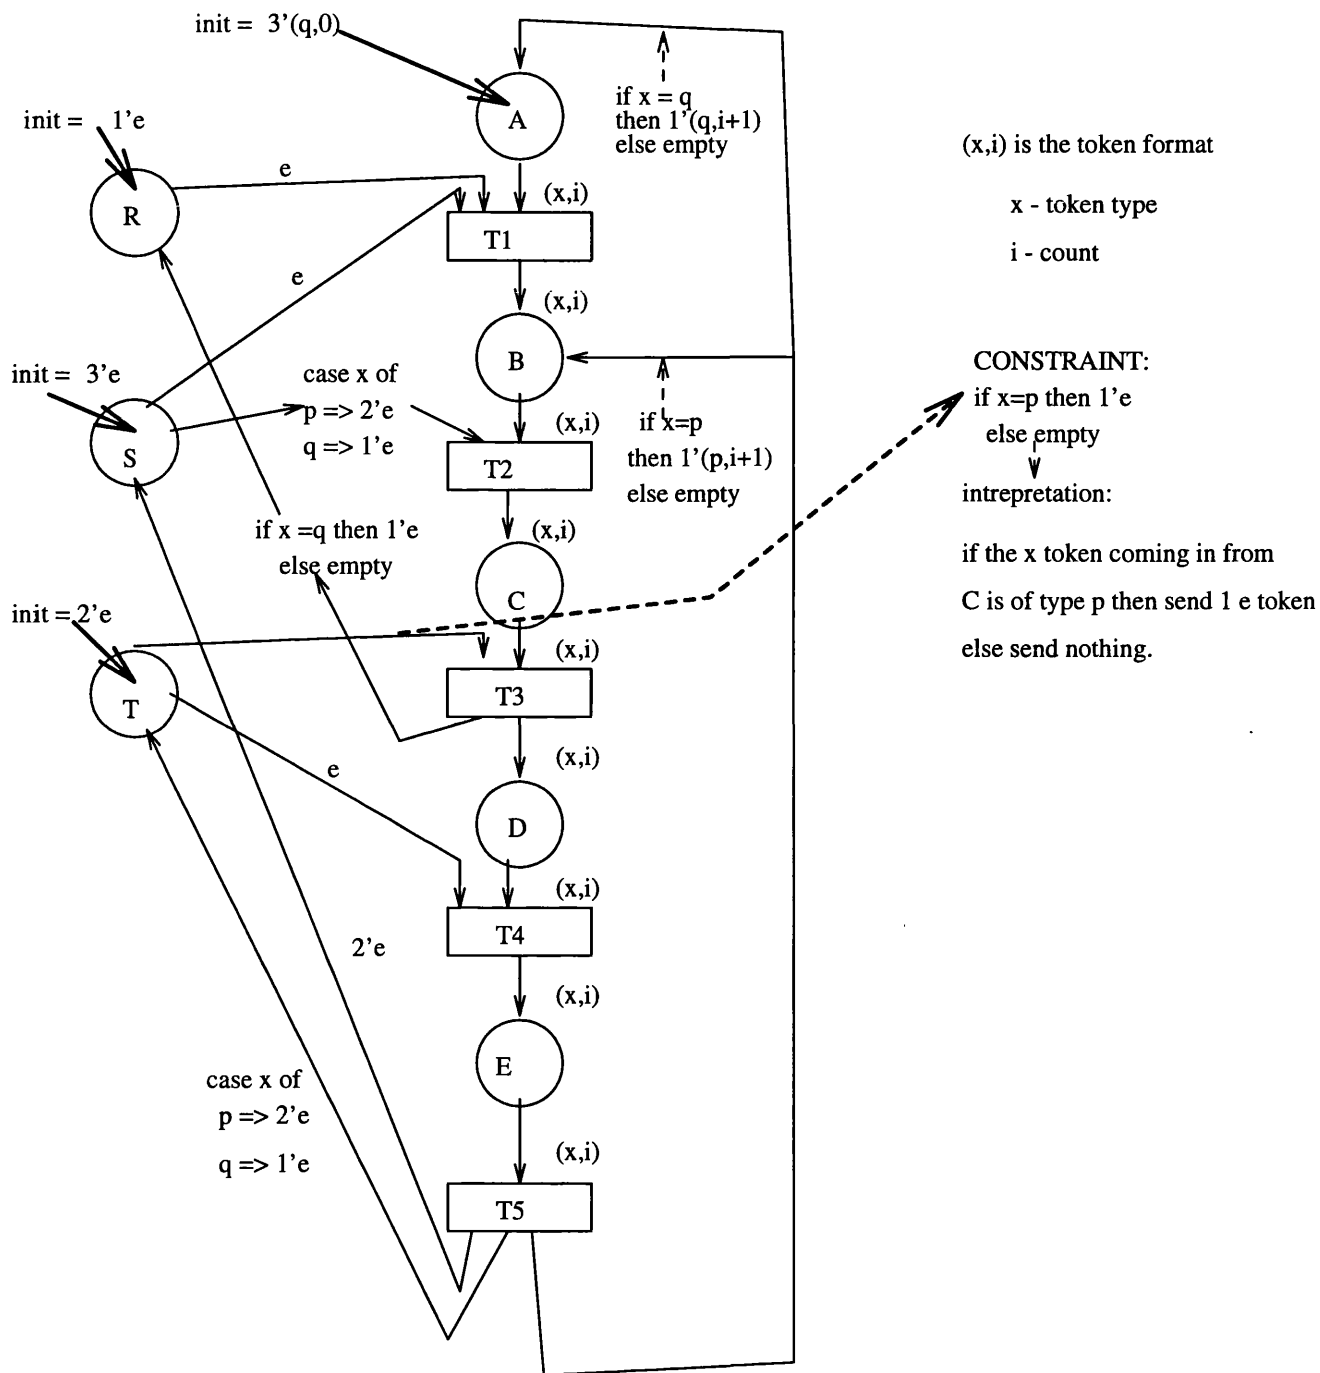 init = 3'(q,0)
A
if x = q
then 1'(q,i+1)
else empty
(x,i) is the token format
x - token type
i - count
init = 1'e
R
e
(x,i)
T1
e
(x,i)
B
init = 3'e
S
case x of
p => 2'e
q => 1'e
(x,i)
T2
if x=p
then 1'(p,i+1)
else empty
CONSTRAINT:
if x=p then 1'e
else empty
intrepretation:
if the x token coming in from
C is of type p then send 1 e token
else send nothing.
if x =q then 1'e
else empty
(x,i)
C
init = 2'e
T
(x,i)
T3
(x,i)
e
D
(x,i)
T4
2'e
(x,i)
E
case x of
p => 2'e
q => 1'e
(x,i)
T5